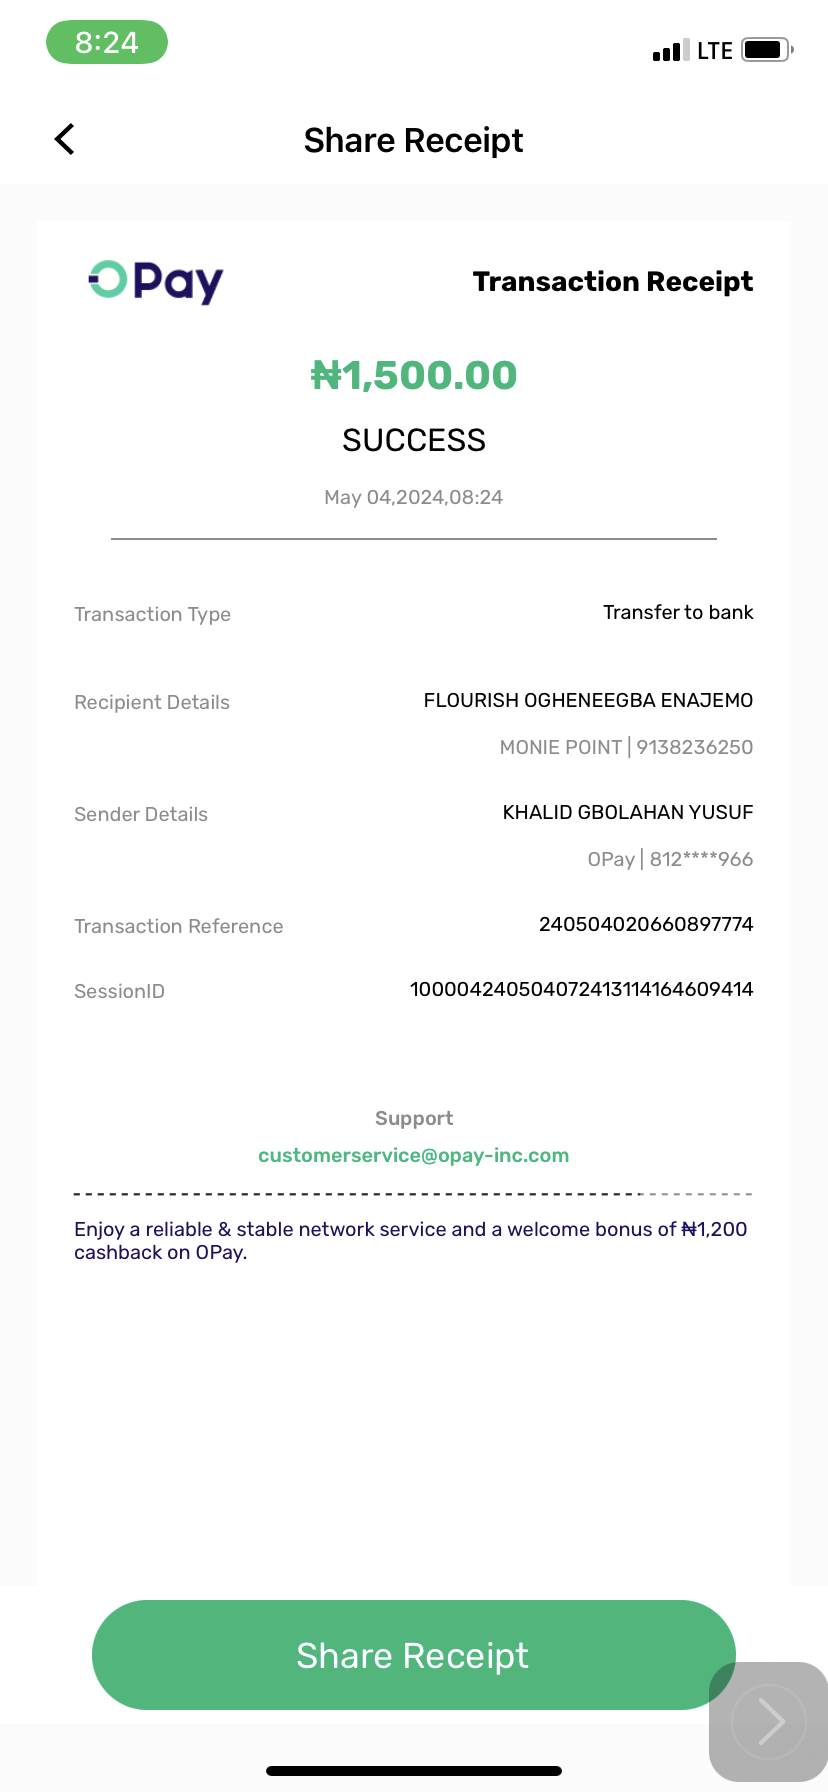 8:24
LTE
Share Receipt
OPay
Transaction Receipt
₦1,500.00
SUCCESS
May 04,2024,08:24
Transaction Type
Transfer to bank
Recipient Details
FLOURISH OGHENEEGBA ENAJEMO
MONIE POINT | 9138236250
Sender Details
KHALID GBOLAHAN YUSUF
OPay | 812****966
Transaction Reference
240504020660897774
SessionID
100004240504072413114164609414
Support
customerservice@opay-inc.com
Enjoy a reliable & stable network service and a welcome bonus of ₦1,200
cashback on OPay.
Share Receipt